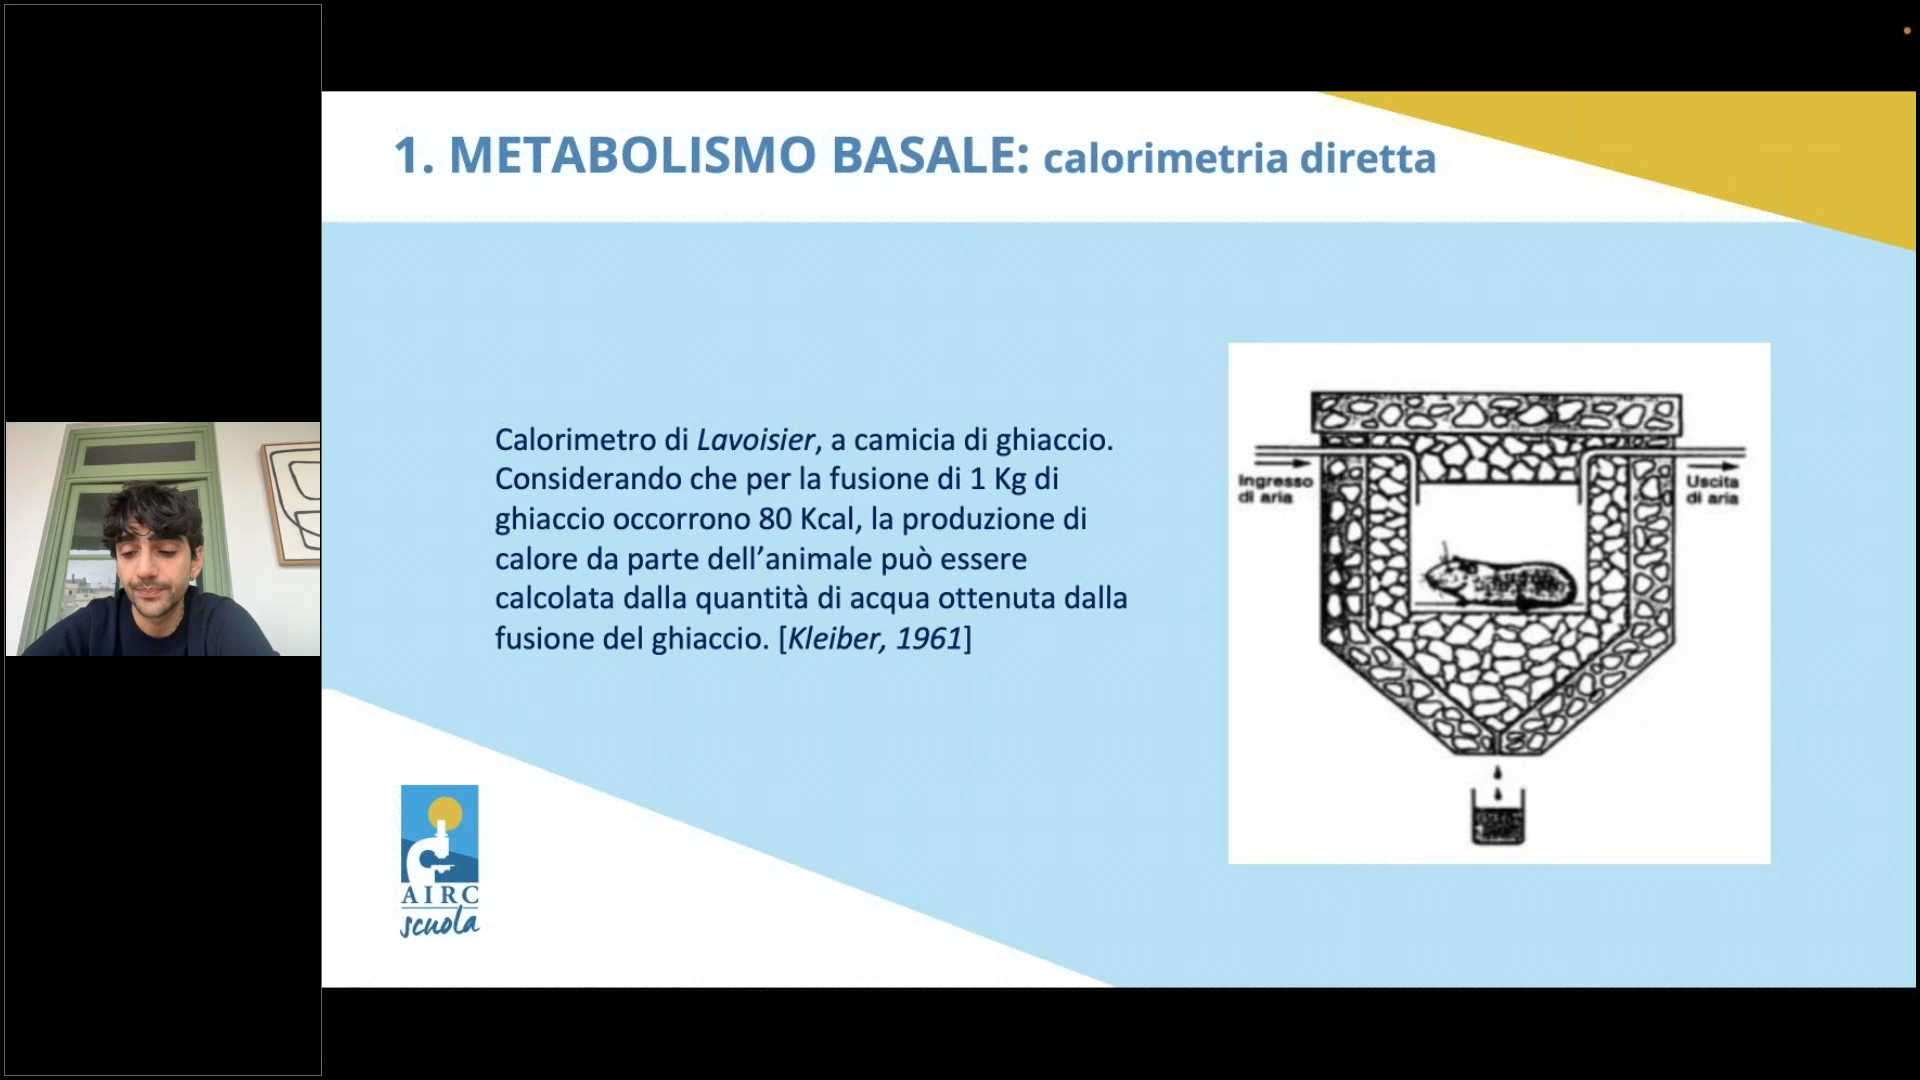 1. METABOLISMO BASALE: calorimetria diretta
Calorimetro di Lavoisier, a camicia di ghiaccio.
Considerando che per la fusione di 1 Kg di
ghiaccio occorrono 80 Kcal, la produzione di
calore da parte dell’animale può essere
calcolata dalla quantità di acqua ottenuta dalla
fusione del ghiaccio. [Kleiber, 1961]
Ingresso
di aria
Uscita
di aria
AIRC
scuola